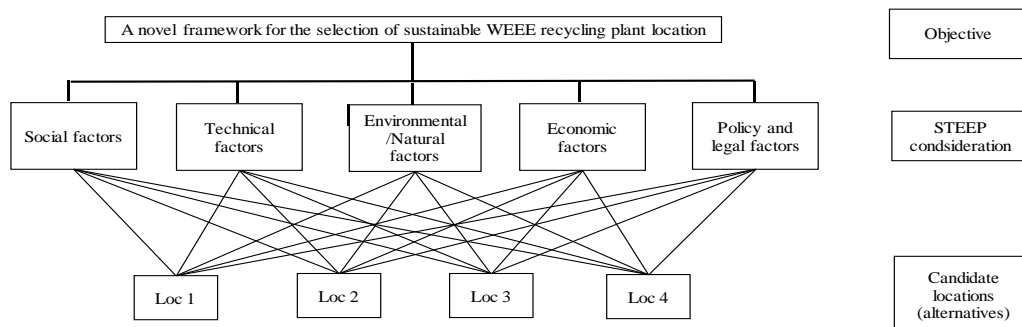 A novel framework for the selection of sustainable WEEE recycling plant location
Objective
Social factors
Technical
factors
Environmental
/Natural
factors
Economic
factors
Policy and
legal factors
STEEP
condsideration
Loc 1
Loc 2
Loc 3
Loc 4
Candidate
locations
(alternatives)